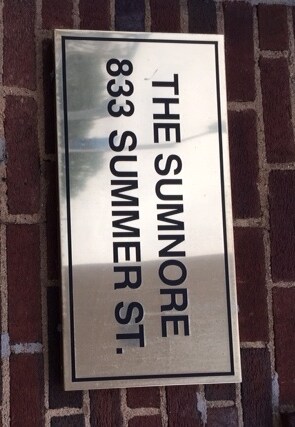 THE SUMNORE
833 SUMMER ST.